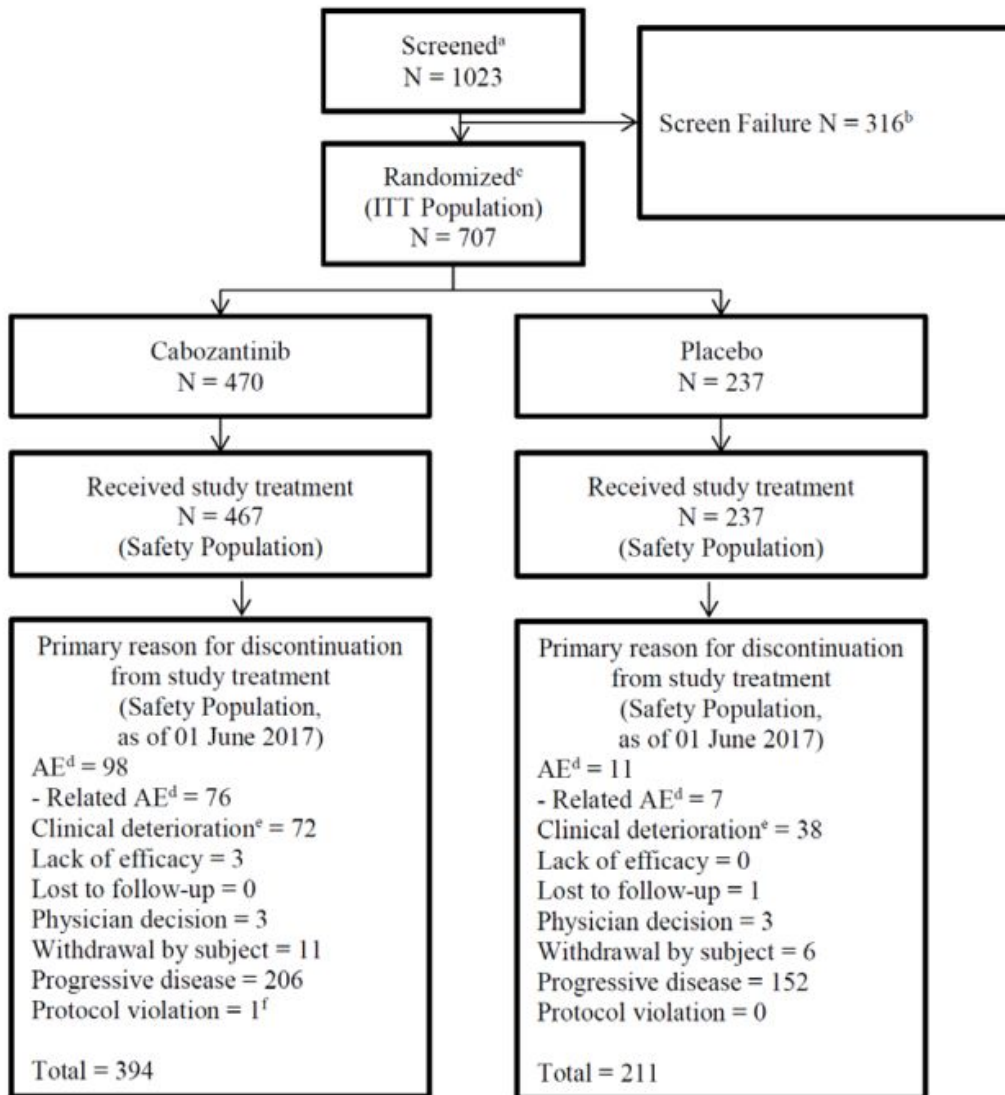 Screenedᵃ
N = 1023
Screen Failure N = 316ᵇ
Randomizedᶜ
(ITT Population)
N = 707
Cabozantinib
N = 470
Placebo
N = 237
Received study treatment
N = 467
(Safety Population)
Received study treatment
N = 237
(Safety Population)
Primary reason for discontinuation
from study treatment
(Safety Population,
as of 01 June 2017)
AEᵈ = 98
- Related AEᵈ = 76
Clinical deteriorationᵉ = 72
Lack of efficacy = 3
Lost to follow-up = 0
Physician decision = 3
Withdrawal by subject = 11
Progressive disease = 206
Protocol violation = 1ᶠ
Total = 394
Primary reason for discontinuation
from study treatment
(Safety Population,
as of 01 June 2017)
AEᵈ = 11
- Related AEᵈ = 7
Clinical deteriorationᵉ = 38
Lack of efficacy = 0
Lost to follow-up = 1
Physician decision = 3
Withdrawal by subject = 6
Progressive disease = 152
Protocol violation = 0
Total = 211